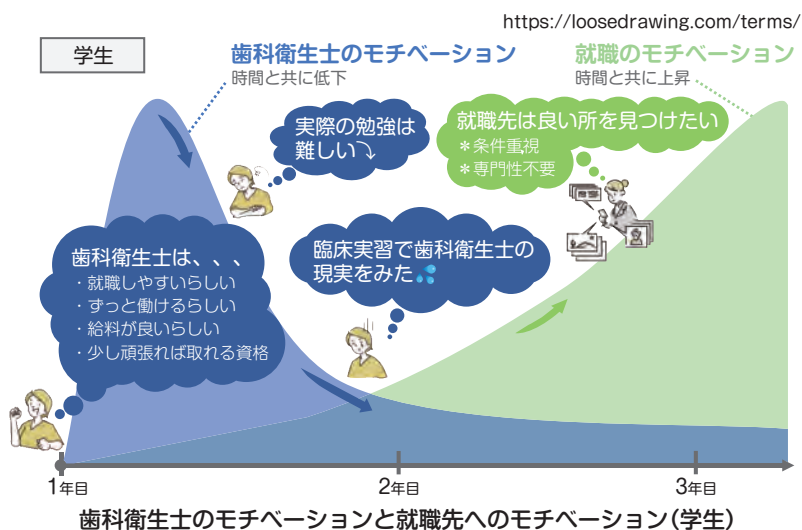 https://loosedrawing.com/terms/
学生
歯科衛生士のモチベーション
時間と共に低下
就職のモチベーション
時間と共に上昇
実際の勉強は
難しい⤵
就職先は良い所を見つけたい
＊条件重視
＊専門性不要
歯科衛生士は、、、
・就職しやすいらしい
・ずっと働けるらしい
・給料が良いらしい
・少し頑張れば取れる資格
臨床実習で歯科衛生士の
現実をみた💦
1年目
2年目
3年目
歯科衛生士のモチベーションと就職先へのモチベーション（学生）